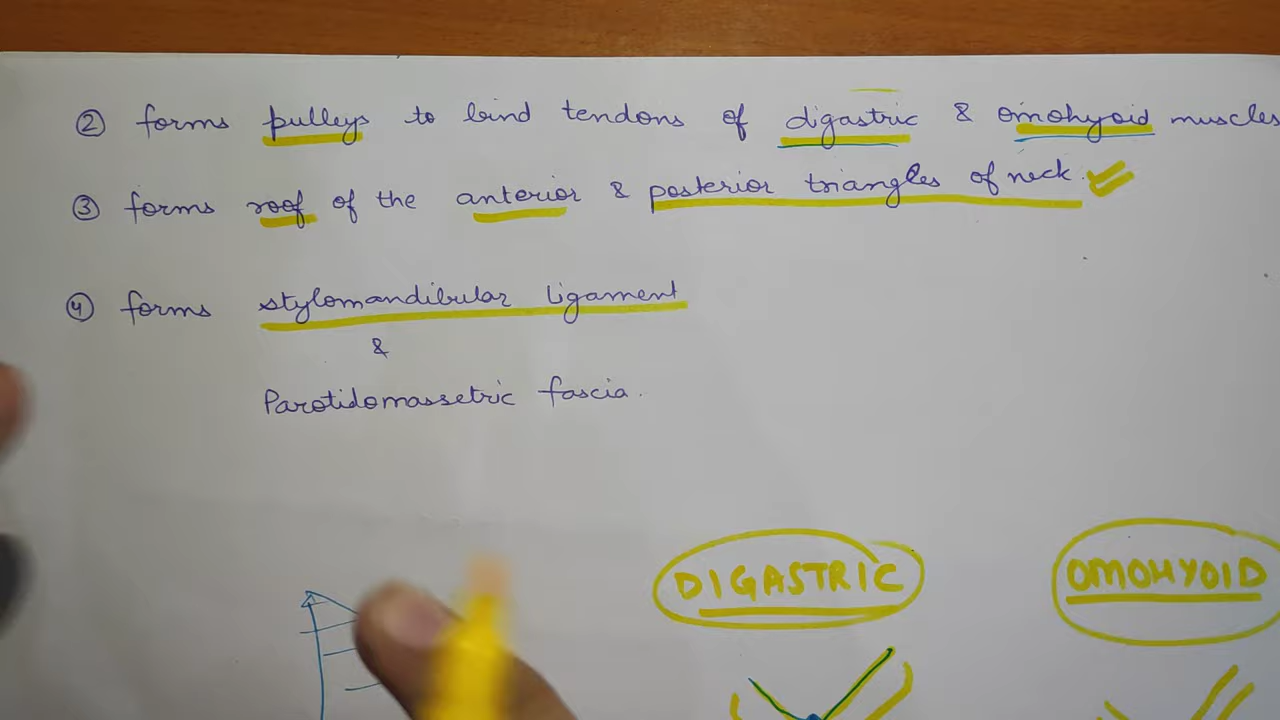 ② forms pulleys to bind tendons of digastric & omohyoid muscles
③ forms roof of the anterior & posterior triangles of neck.
④ forms stylomandibular ligament
&
Parotidomassetric fascia.
DIGASTRIC
OMOHYOID